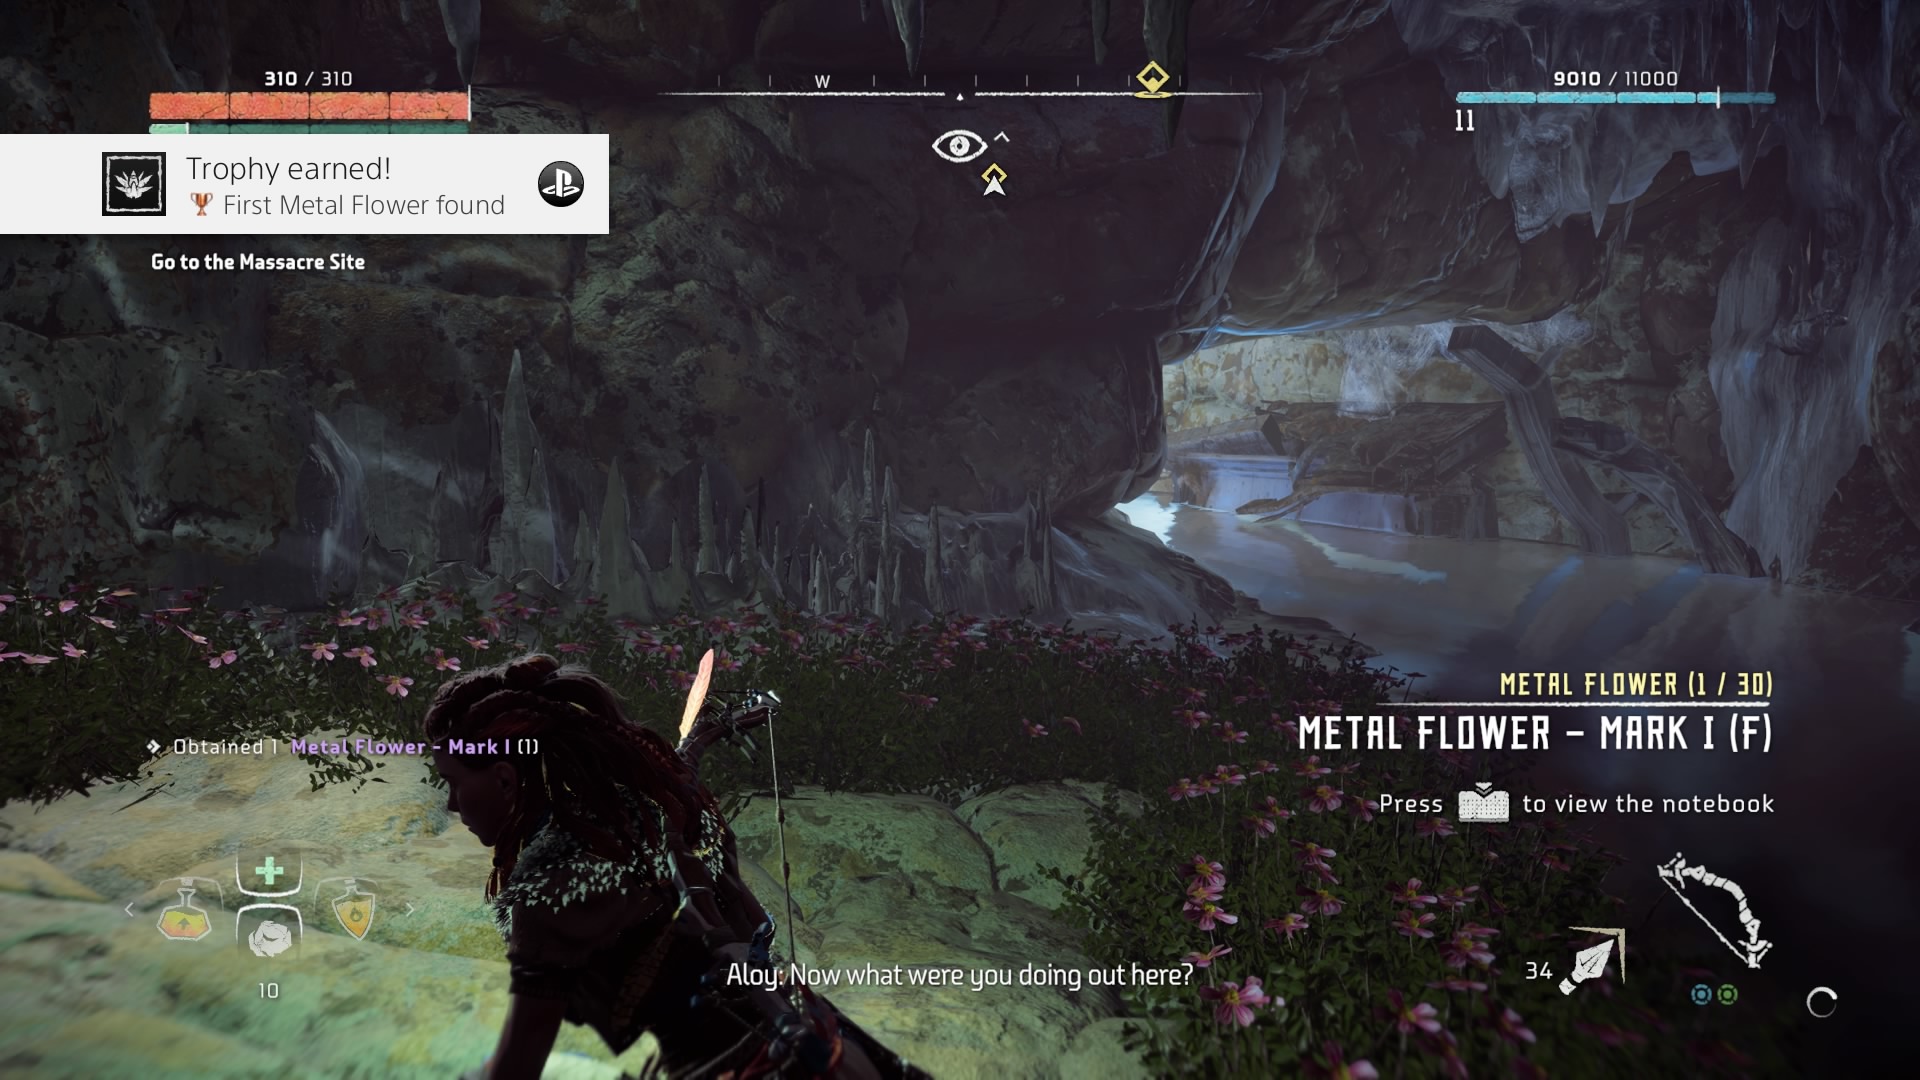 310 / 310
W
9010 / 11000
11
Trophy earned!
First Metal Flower found
Go to the Massacre Site
METAL FLOWER (1 / 30)
METAL FLOWER – MARK I (F)
Obtained 1 Metal Flower - Mark I (1)
Press to view the notebook
34
10
Aloy: Now what were you doing out here?